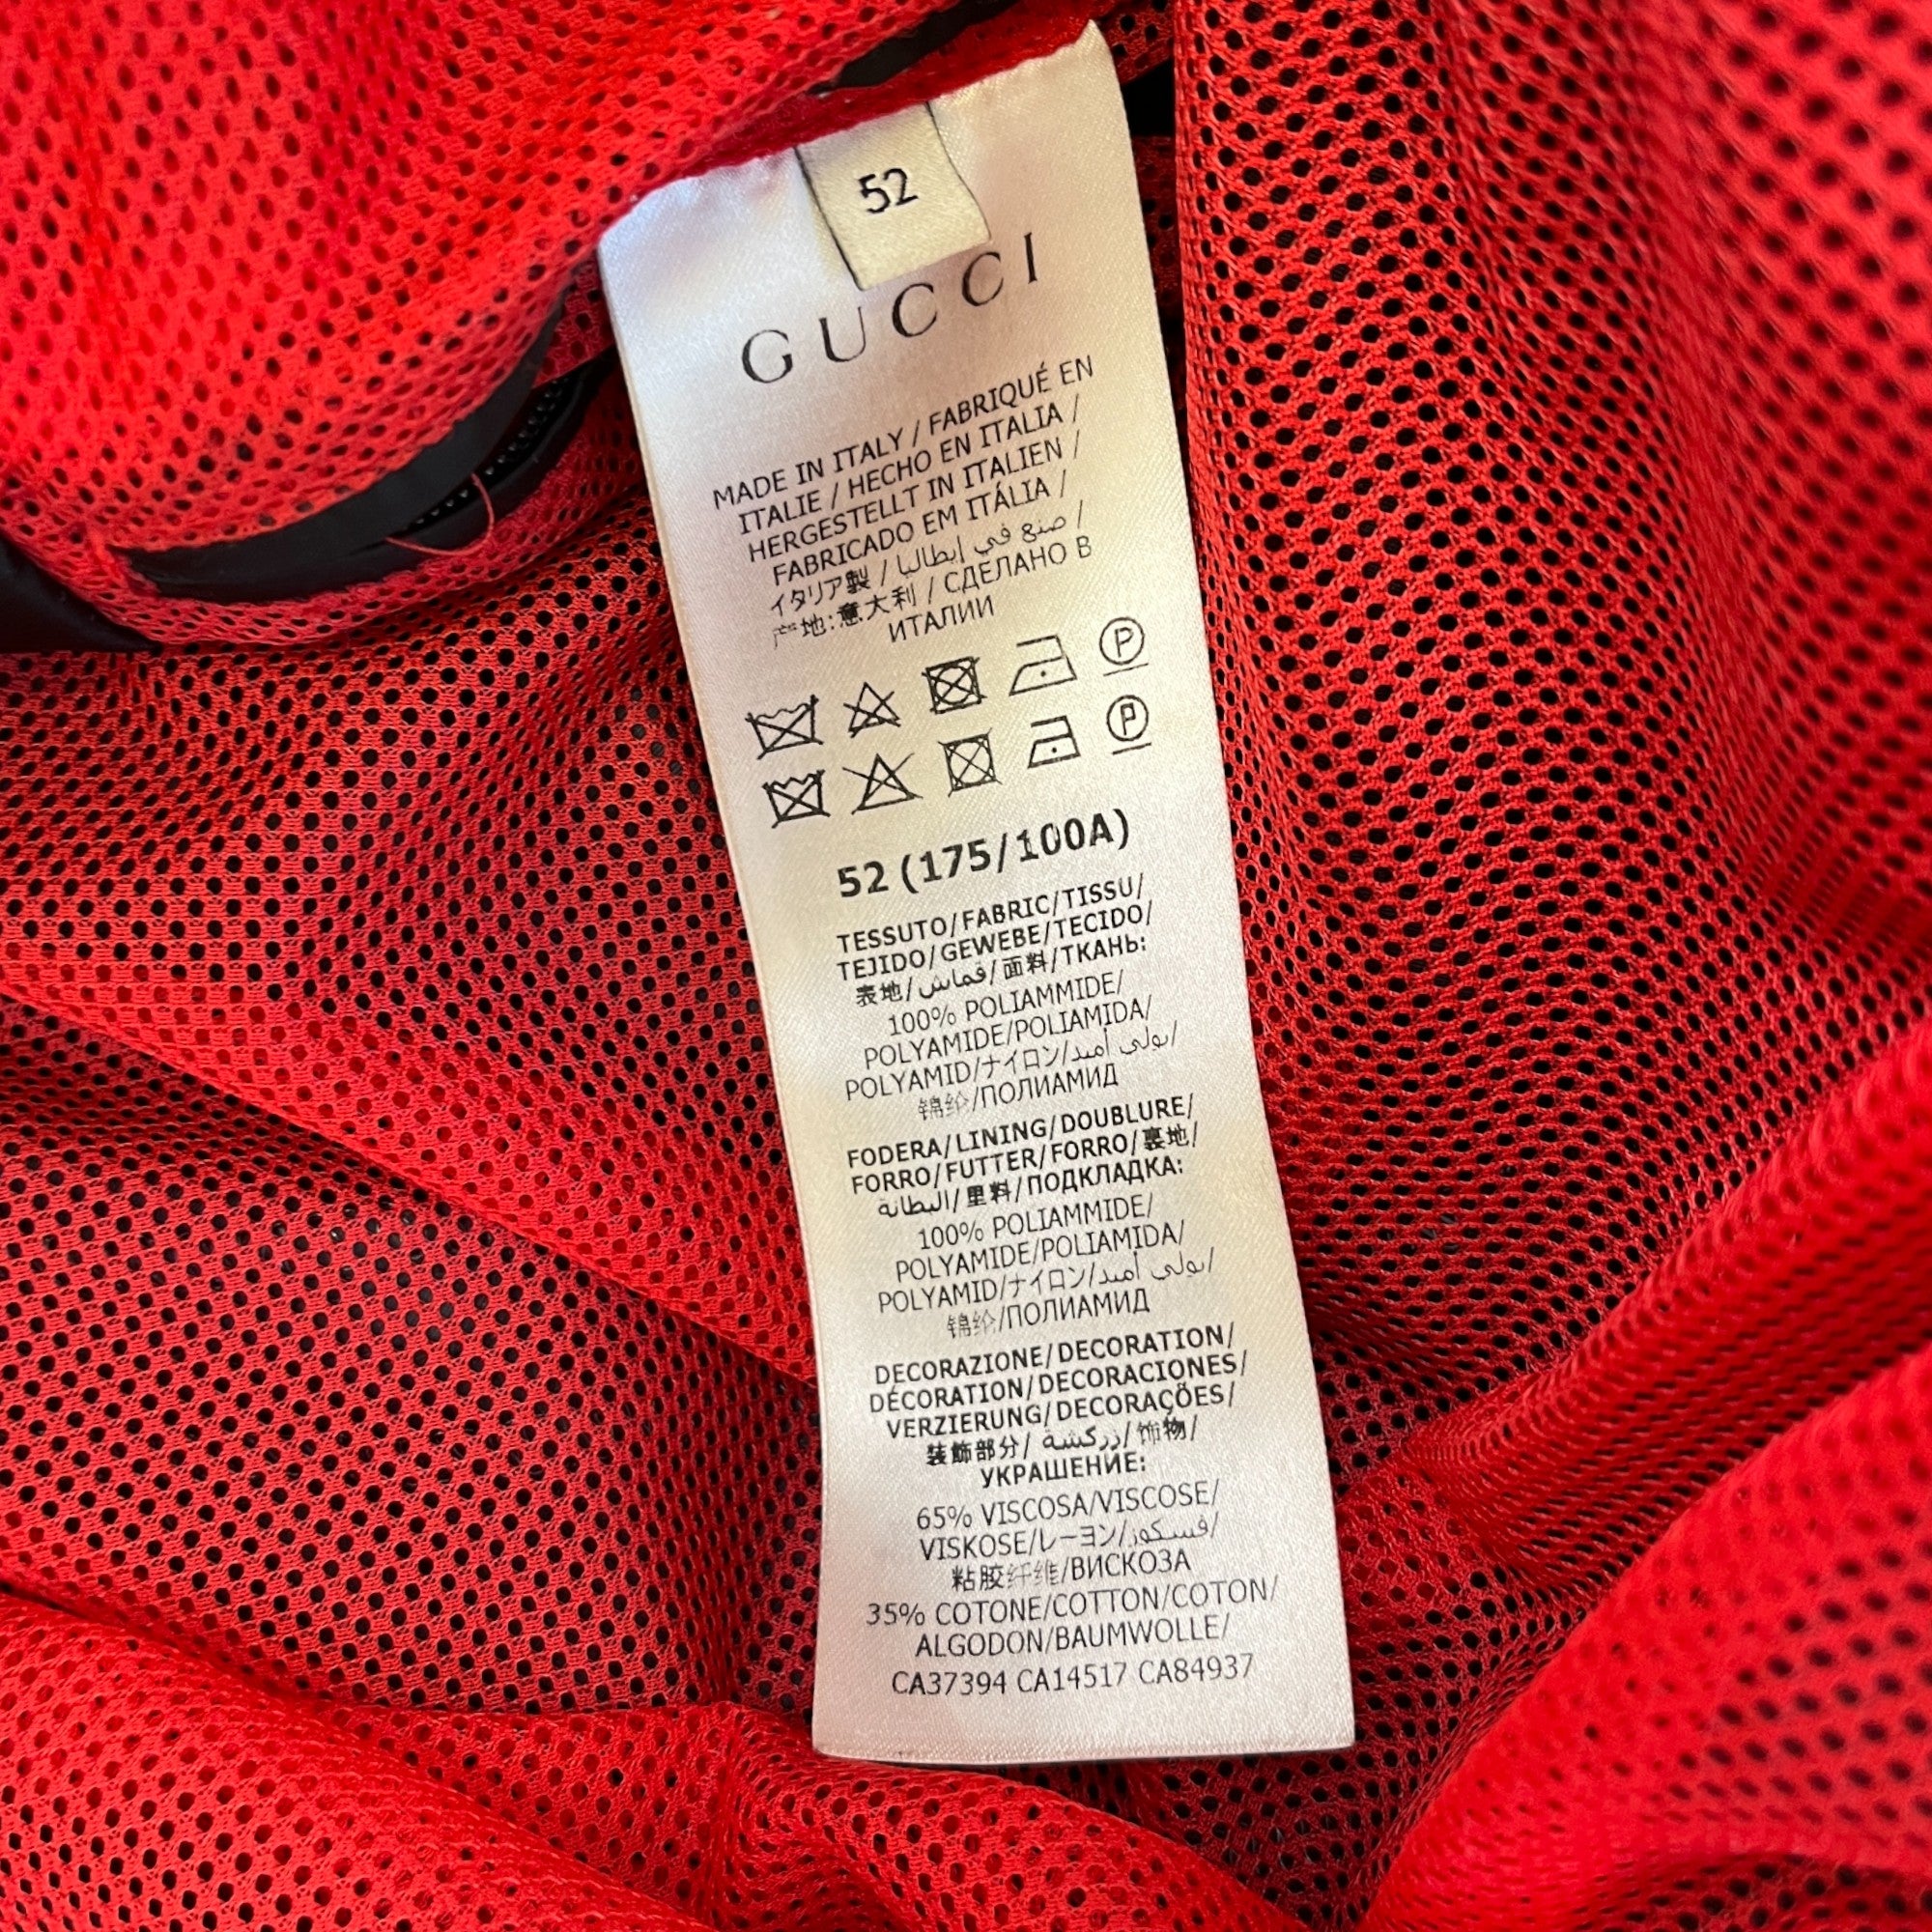 52
GUCCI
MADE IN ITALY / FABRIQUÉ EN
ITALIE / HECHO EN ITALIA /
HERGESTELLT IN ITALIEN /
FABRICADO EM ITÁLIA /
イタリア製 / صنع في إيطاليا /
产地:意大利 / СДЕЛАНО В
ИТАЛИИ
P
P
52 (175/100A)
TESSUTO/FABRIC/TISSU/
TEJIDO/GEWEBE/TECIDO/
表地/قماش/面料/ТКАНЬ:
100% POLIAMMIDE/
POLYAMIDE/POLIAMIDA/
POLYAMID/ナイロン/بولي أميد/
锦纶/ПОЛИАМИД
FODERA/LINING/DOUBLURE/
FORRO/FUTTER/FORRO/裏地/
البطانة/里料/ПОДКЛАДКА:
100% POLIAMMIDE/
POLYAMIDE/POLIAMIDA/
POLYAMID/ナイロン/بولي أميد/
锦纶/ПОЛИАМИД
DECORAZIONE/DECORATION/
DÉCORATION/DECORACIONES/
VERZIERUNG/DECORAÇÕES/
装飾部分/زركشة/饰物/
УКРАШЕНИЕ:
65% VISCOSA/VISCOSE/
VISKOSE/レーヨン/فسكوز/
粘胶纤维/ВИСКОЗА
35% COTONE/COTTON/COTON/
ALGODON/BAUMWOLLE/
CA37394 CA14517 CA84937